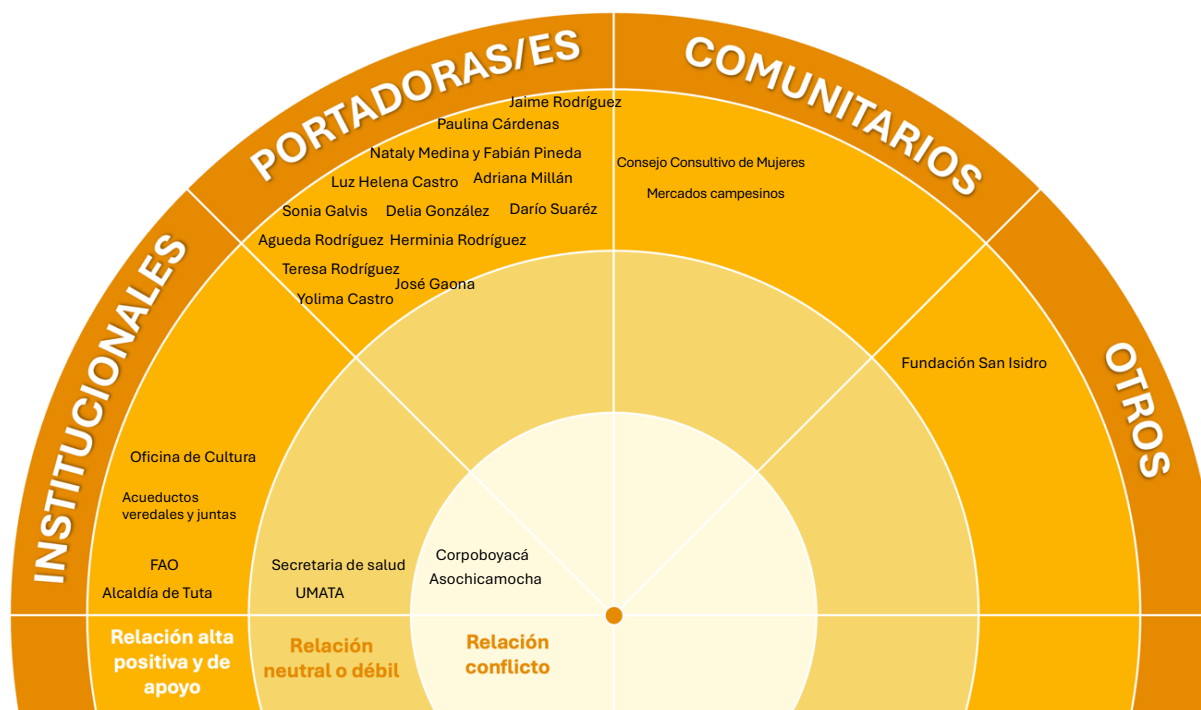 INSTITUCIONALES
PORTADORAS/ES
COMUNITARIOS
OTROS
Jaime Rodríguez
Paulina Cárdenas
Nataly Medina y Fabián Pineda
Luz Helena Castro
Adriana Millán
Sonia Galvis
Delia González
Darío Suaréz
Agueda Rodríguez
Herminia Rodríguez
Teresa Rodríguez
José Gaona
Yolima Castro
Consejo Consultivo de Mujeres
Mercados campesinos
Fundación San Isidro
Oficina de Cultura
Acueductos
veredales y juntas
FAO
Alcaldía de Tuta
Secretaria de salud
UMATA
Corpoboyacá
Asochicamocha
Relación alta
positiva y de
apoyo
Relación
neutral o débil
Relación
conflicto